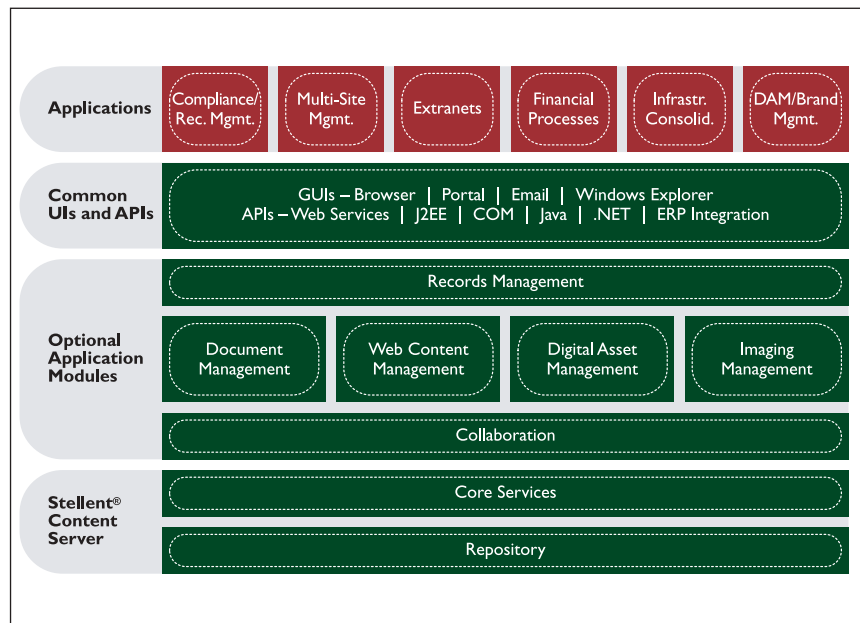 Applications
Compliance/
Rec. Mgmt.
Multi-Site
Mgmt.
Extranets
Financial
Processes
Infrastr.
Consolid.
DAM/Brand
Mgmt.
Common
UIs and APIs
GUIs – Browser | Portal | Email | Windows Explorer
APIs – Web Services | J2EE | COM | Java | .NET | ERP Integration
Optional
Application
Modules
Records Management
Document
Management
Web Content
Management
Digital Asset
Management
Imaging
Management
Collaboration
Stellent®
Content
Server
Core Services
Repository